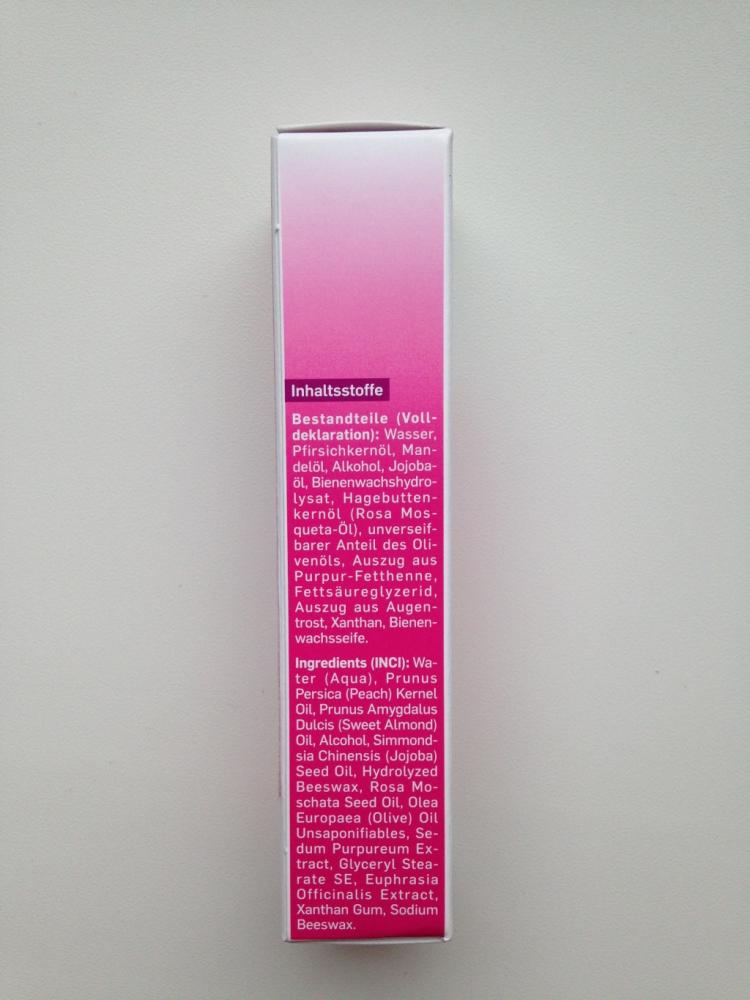 Inhaltsstoffe
Bestandteile (Voll-
deklaration): Wasser,
Pfirsichkernöl, Man-
delöl, Alkohol, Jojoba-
öl, Bienenwachshydro-
lysat, Hagebutten-
kernöl (Rosa Mos-
queta-Öl), unverseif-
barer Anteil des Oli-
venöls, Auszug aus
Purpur-Fetthenne,
Fettsäureglyzerid,
Auszug aus Augen-
trost, Xanthan, Bienen-
wachsseife.
Ingredients (INCI): Wa-
ter (Aqua), Prunus
Persica (Peach) Kernel
Oil, Prunus Amygdalus
Dulcis (Sweet Almond)
Oil, Alcohol, Simmond-
sia Chinensis (Jojoba)
Seed Oil, Hydrolyzed
Beeswax, Rosa Mo-
schata Seed Oil, Olea
Europaea (Olive) Oil
Unsaponifiables, Se-
dum Purpureum Ex-
tract, Glyceryl Stea-
rate SE, Euphrasia
Officinalis Extract,
Xanthan Gum, Sodium
Beeswax.